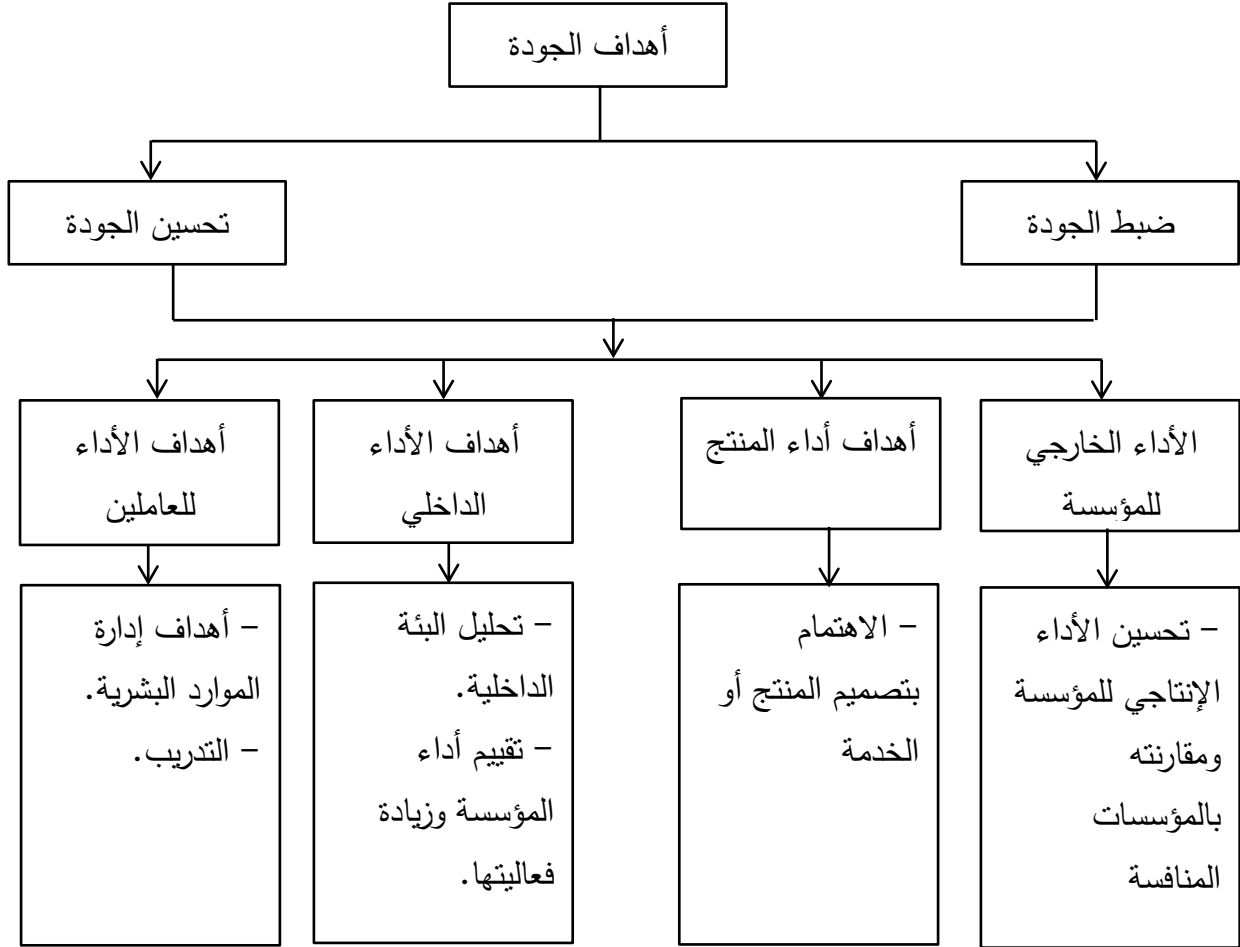 أهداف الجودة
ضبط الجودة
تحسين الجودة
الأداء الخارجي
للمؤسسة
أهداف أداء المنتج
أهداف الأداء
الداخلي
أهداف الأداء
للعاملين
– تحسين الأداء
الإنتاجي للمؤسسة
ومقارنته
بالمؤسسات
المنافسة
– الاهتمام
بتصميم المنتج أو
الخدمة
– تحليل البئة
الداخلية.
– تقييم أداء
المؤسسة وزيادة
فعاليتها.
– أهداف إدارة
الموارد البشرية.
– التدريب.